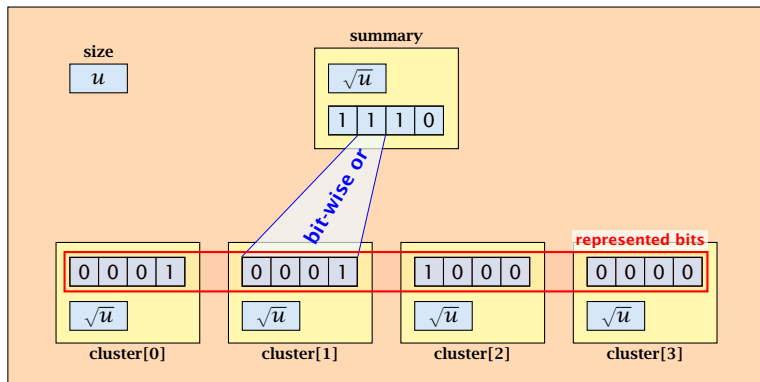 summary
size
u
√u
1 1 1 0
bit-wise or
represented bits
0 0 0 1
0 0 0 1
1 0 0 0
0 0 0 0
√u
√u
√u
√u
cluster[0]
cluster[1]
cluster[2]
cluster[3]